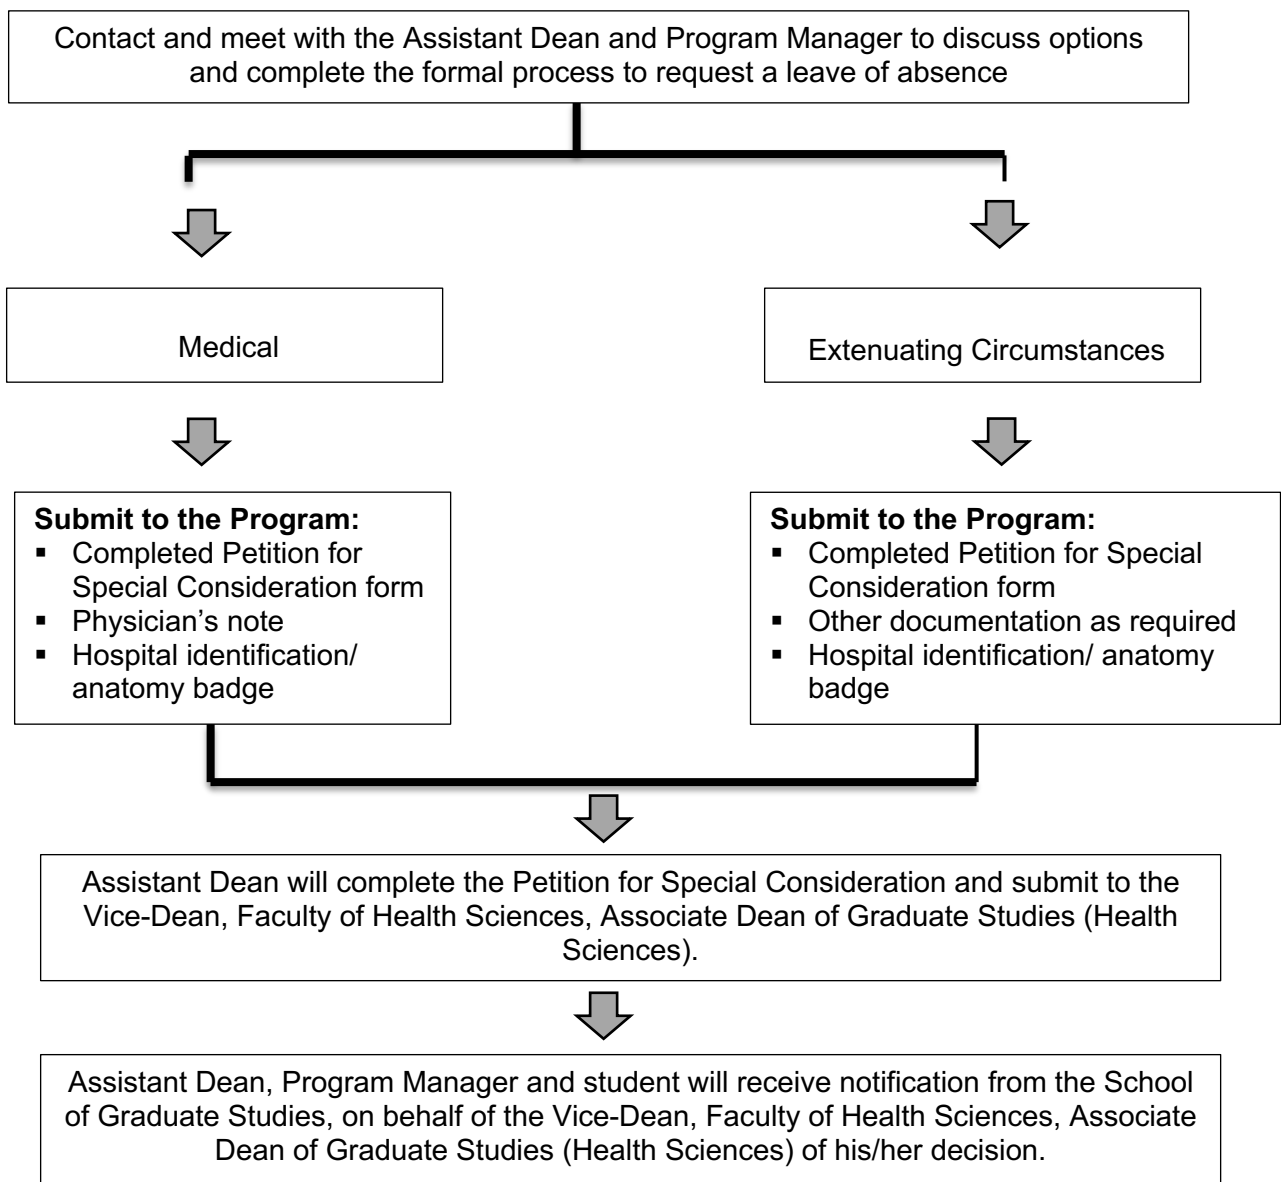 Contact and meet with the Assistant Dean and Program Manager to discuss options
and complete the formal process to request a leave of absence
Medical
Extenuating Circumstances
Submit to the Program:
▪ Completed Petition for
Special Consideration form
▪ Physician’s note
▪ Hospital identification/
anatomy badge
Submit to the Program:
▪ Completed Petition for Special
Consideration form
▪ Other documentation as required
▪ Hospital identification/ anatomy
badge
Assistant Dean will complete the Petition for Special Consideration and submit to the
Vice-Dean, Faculty of Health Sciences, Associate Dean of Graduate Studies (Health
Sciences).
Assistant Dean, Program Manager and student will receive notification from the School
of Graduate Studies, on behalf of the Vice-Dean, Faculty of Health Sciences, Associate
Dean of Graduate Studies (Health Sciences) of his/her decision.